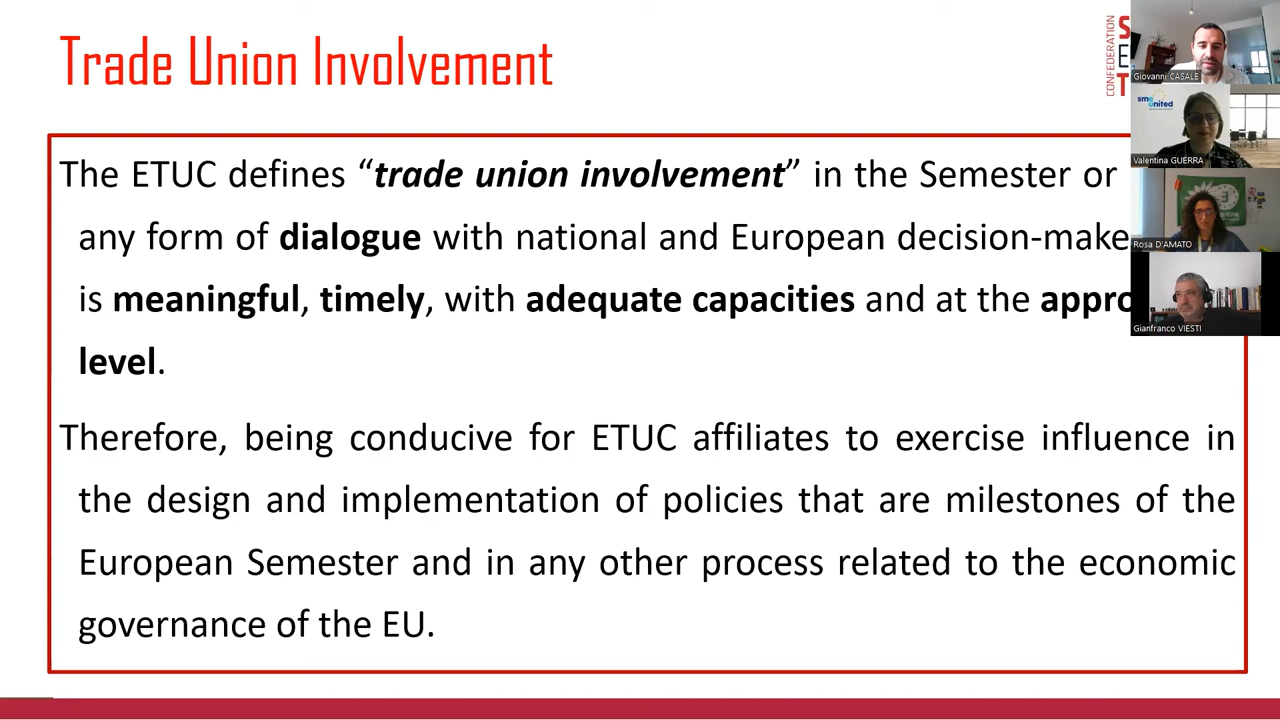 Trade Union Involvement
CONFEDERATION
S
E
T
The ETUC defines “trade union involvement” in the Semester or
any form of dialogue with national and European
is meaningful, timely, with adequate capacities and at the
level.
Therefore, being conducive for ETUC affiliates to exercise influence in
the design and implementation of policies that are milestones of the
European Semester and in any other process related to the economic
governance of the EU.
Giovanni CASALE
sme united
Valentina GUERRA
Rosa D'AMATO
Gianfranco VIESTI